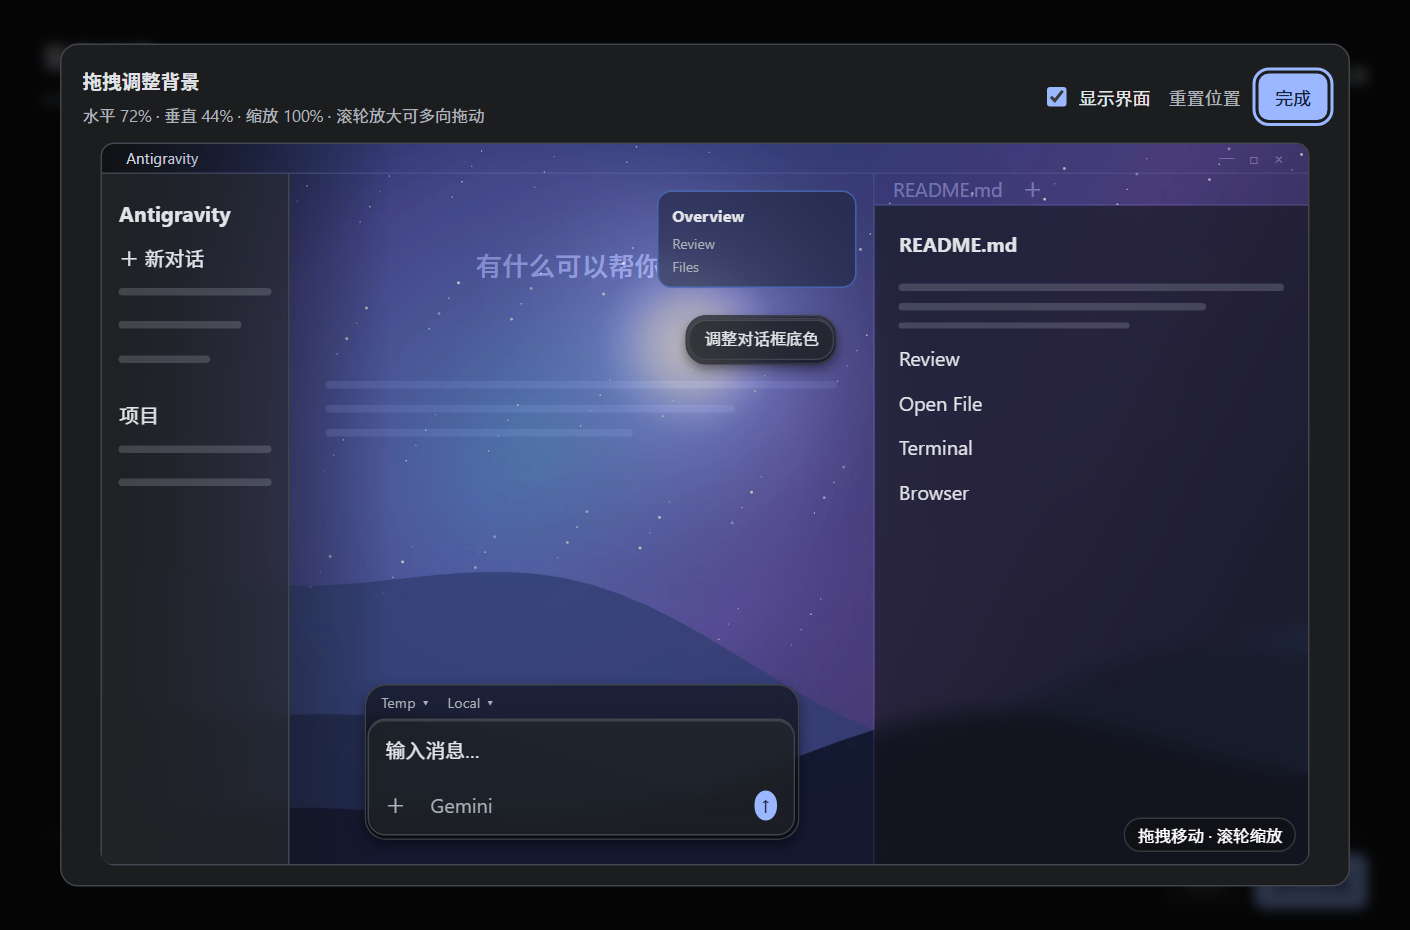 拖拽调整背景
水平 72% · 垂直 44% · 缩放 100% · 滚轮放大可多向拖动
显示界面
重置位置
完成
Antigravity
Antigravity
+ 新对话
项目
有什么可以帮你
Overview
Review
Files
调整对话框底色
Temp ▾ Local ▾
输入消息...
+ Gemini
↑
README.md +
README.md
Review
Open File
Terminal
Browser
拖拽移动 · 滚轮缩放